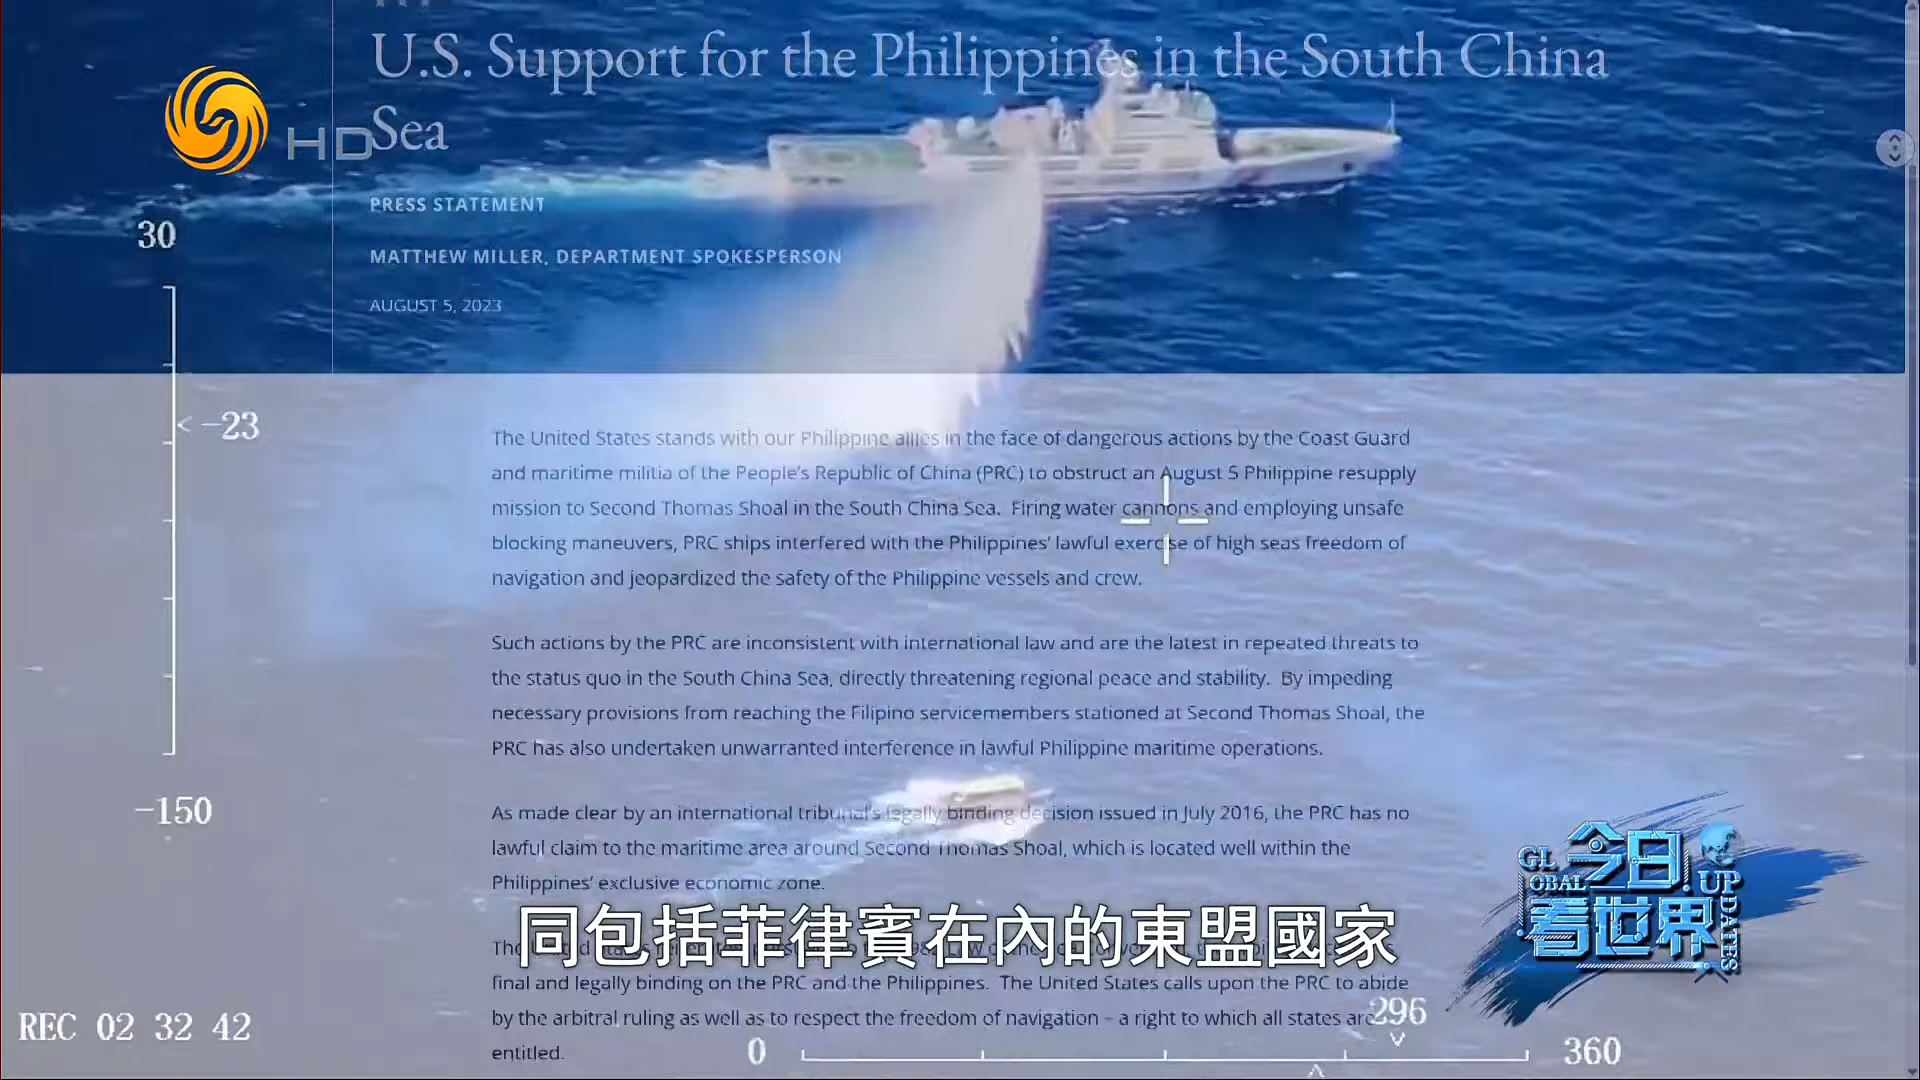 U.S. Support for the Philippines in the South China
Sea
HD
PRESS STATEMENT
30
MATTHEW MILLER, DEPARTMENT SPOKESPERSON
AUGUST 5, 2023
< -23
The United States stands with our Philippine allies in the face of dangerous actions by the Coast Guard
and maritime militia of the People's Republic of China (PRC) to obstruct an August 5 Philippine resupply
mission to Second Thomas Shoal in the South China Sea. Firing water cannons and employing unsafe
blocking maneuvers, PRC ships interfered with the Philippines' lawful exercise of high seas freedom of
navigation and jeopardized the safety of the Philippine vessels and crew.
Such actions by the PRC are inconsistent with international law and are the latest in repeated threats to
the status quo in the South China Sea, directly threatening regional peace and stability. By impeding
necessary provisions from reaching the Filipino servicemembers stationed at Second Thomas Shoal, the
PRC has also undertaken unwarranted interference in lawful Philippine maritime operations.
-150
As made clear by an international tribunal's legally binding decision issued in July 2016, the PRC has no
lawful claim to the maritime area around Second Thomas Shoal, which is located well within the
Philippines' exclusive economic zone.
GLOBAL UPDATES
今日
看世界
同包括菲律賓在內的東盟國家
final and legally binding on the PRC and the Philippines. The United States calls upon the PRC to abide
by the arbitral ruling as well as to respect the freedom of navigation – a right to which all states are
entitled.
296
REC 02 32 42
0
360